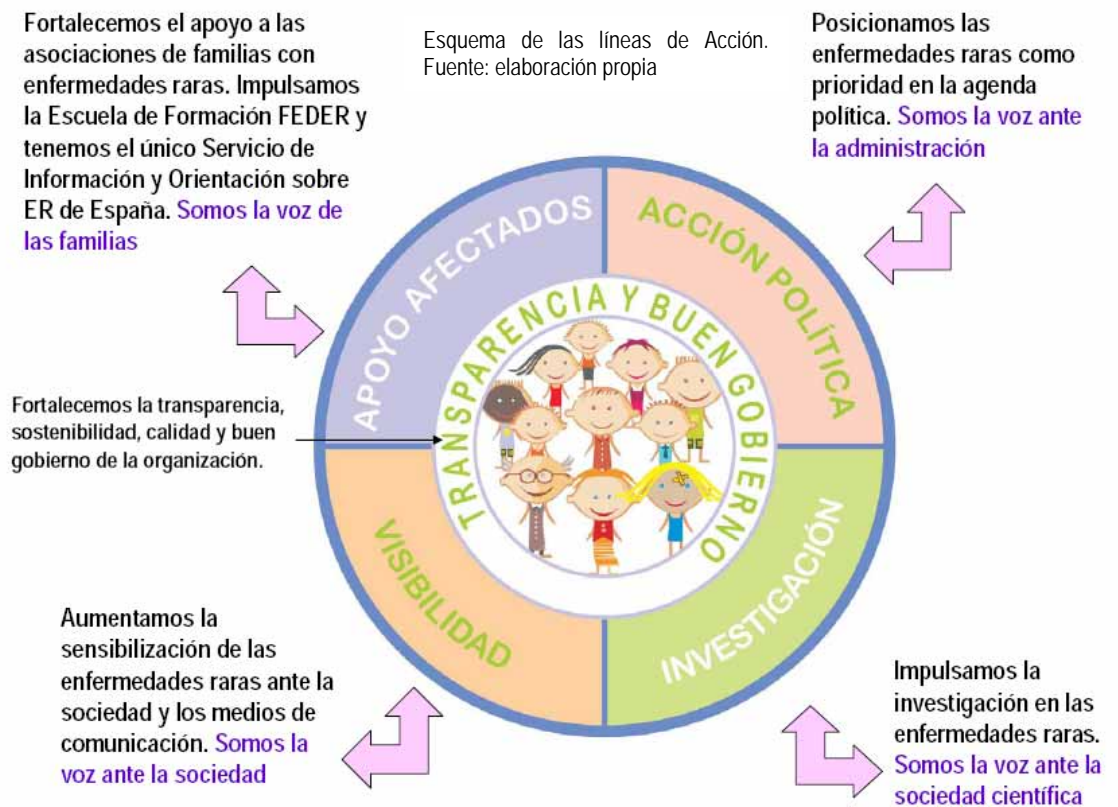 Fortalecemos el apoyo a las
asociaciones de familias con
enfermedades raras. Impulsamos
la Escuela de Formación FEDER y
tenemos el único Servicio de
Información y Orientación sobre
ER de España. Somos la voz de
las familias
Esquema de las líneas de Acción.
Fuente: elaboración propia
Posicionamos las
enfermedades raras como
prioridad en la agenda
política. Somos la voz ante
la administración
APOYO AFECTADOS
ACCIÓN POLÍTICA
TRANSPARENCIA Y BUEN GOBIERNO
Fortalecemos la transparencia,
sostenibilidad, calidad y buen
gobierno de la organización.
VISIBILIDAD
INVESTIGACIÓN
Aumentamos la
sensibilización de las
enfermedades raras ante la
sociedad y los medios de
comunicación. Somos la
voz ante la sociedad
Impulsamos la
investigación en las
enfermedades raras.
Somos la voz ante la
sociedad científica